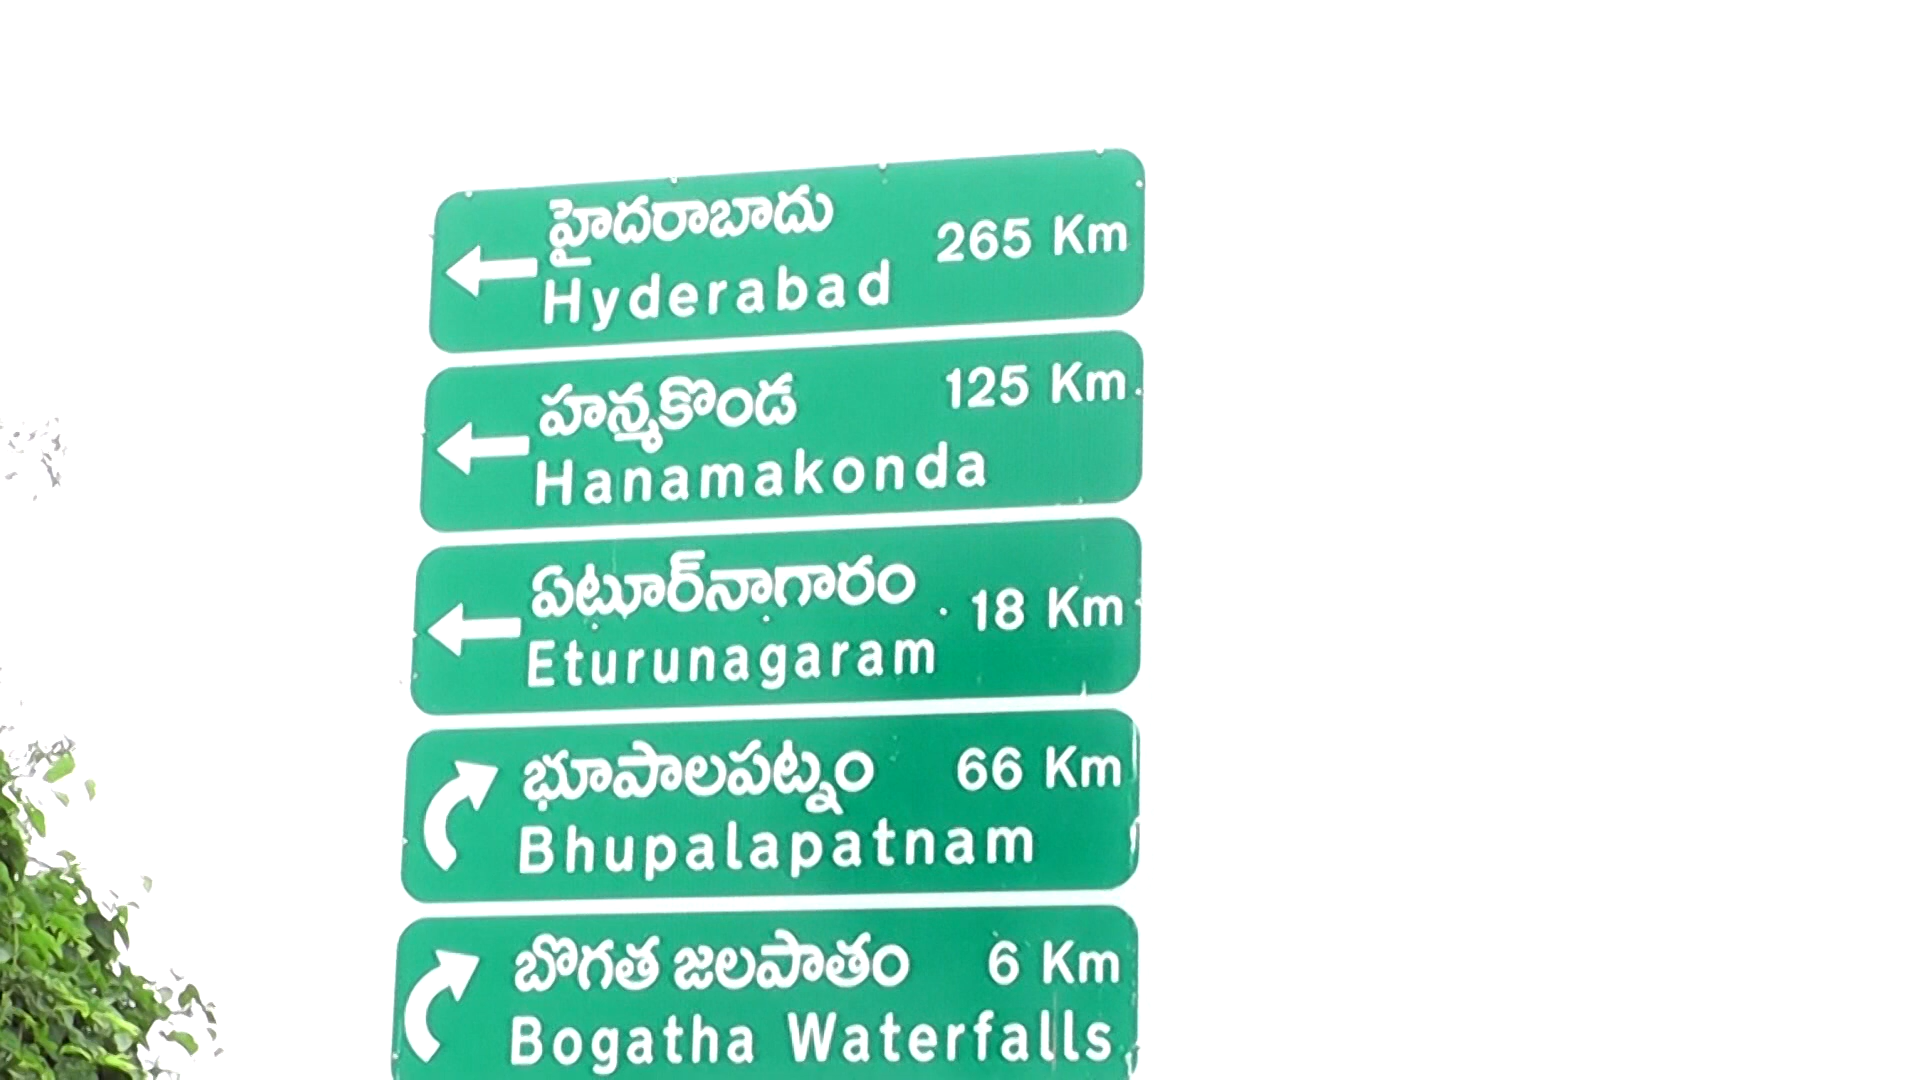 హైదరాబాదు 265 Km
Hyderabad
హన్మకొండ 125 Km
Hanamakonda
ఏటూర్‌నాగారం 18 Km
Eturunagaram
భూపాలపట్నం 66 Km
Bhupalapatnam
బొగత జలపాతం 6 Km
Bogatha Waterfalls